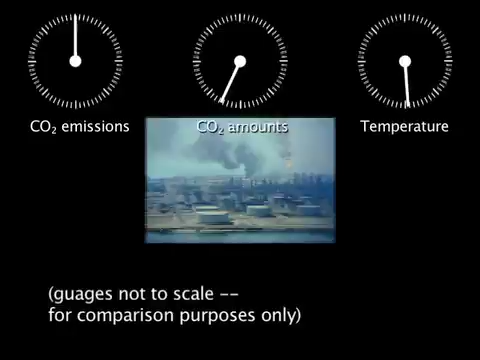 CO₂ emissions
CO₂ amounts
Temperature
(guages not to scale --
for comparison purposes only)